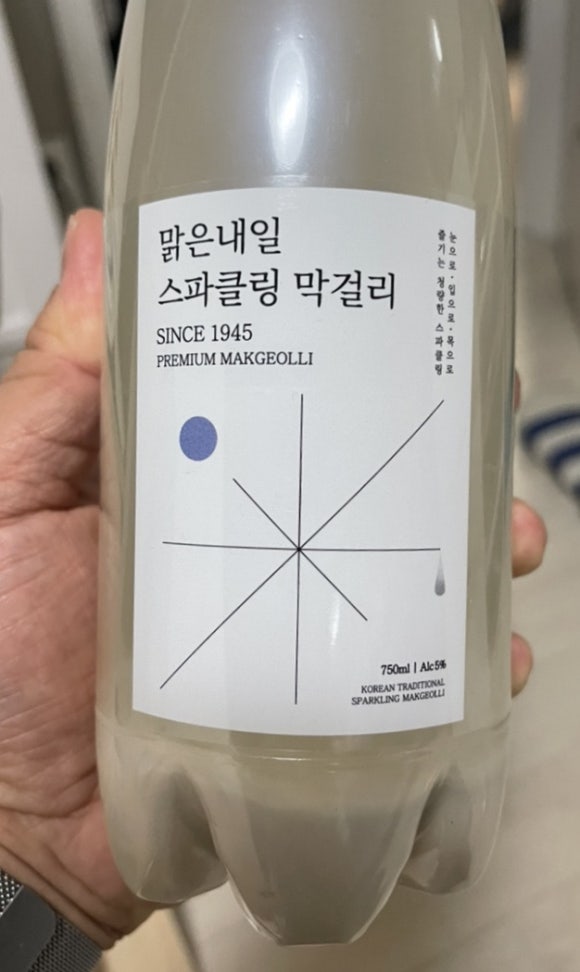 맑은내일
스파클링 막걸리
SINCE 1945
PREMIUM MAKGEOLLI
눈으로·입으로·목으로
즐기는 청량한 스파클링
750ml | Alc 5%
KOREAN TRADITIONAL
SPARKLING MAKGEOLLI